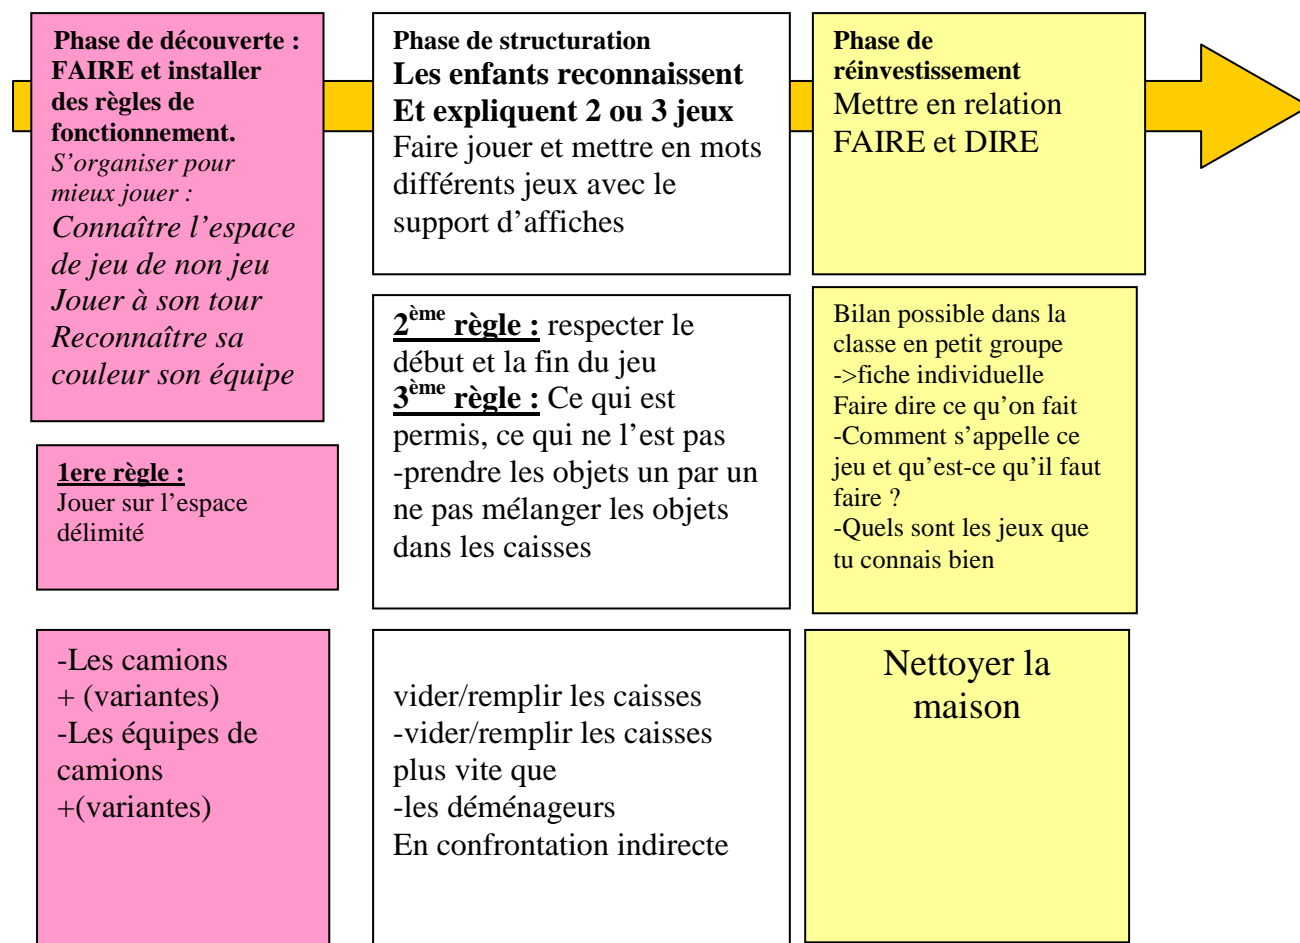 Phase de découverte :
FAIRE et installer
des règles de
fonctionnement.
S'organiser pour
mieux jouer :
Connaître l'espace
de jeu de non jeu
Jouer à son tour
Reconnaître sa
couleur son équipe
1ere règle :
Jouer sur l'espace
délimité
-Les camions
+ (variantes)
-Les équipes de
camions
+(variantes)
Phase de structuration
Les enfants reconnaissent
Et expliquent 2 ou 3 jeux
Faire jouer et mettre en mots
différents jeux avec le
support d'affiches
2ème règle : respecter le
début et la fin du jeu
3ème règle : Ce qui est
permis, ce qui ne l'est pas
-prendre les objets un par un
ne pas mélanger les objets
dans les caisses
vider/remplir les caisses
-vider/remplir les caisses
plus vite que
-les déménageurs
En confrontation indirecte
Phase de
réinvestissement
Mettre en relation
FAIRE et DIRE
Bilan possible dans la
classe en petit groupe
->fiche individuelle
Faire dire ce qu'on fait
-Comment s'appelle ce
jeu et qu'est-ce qu'il faut
faire ?
-Quels sont les jeux que
tu connais bien
Nettoyer la
maison